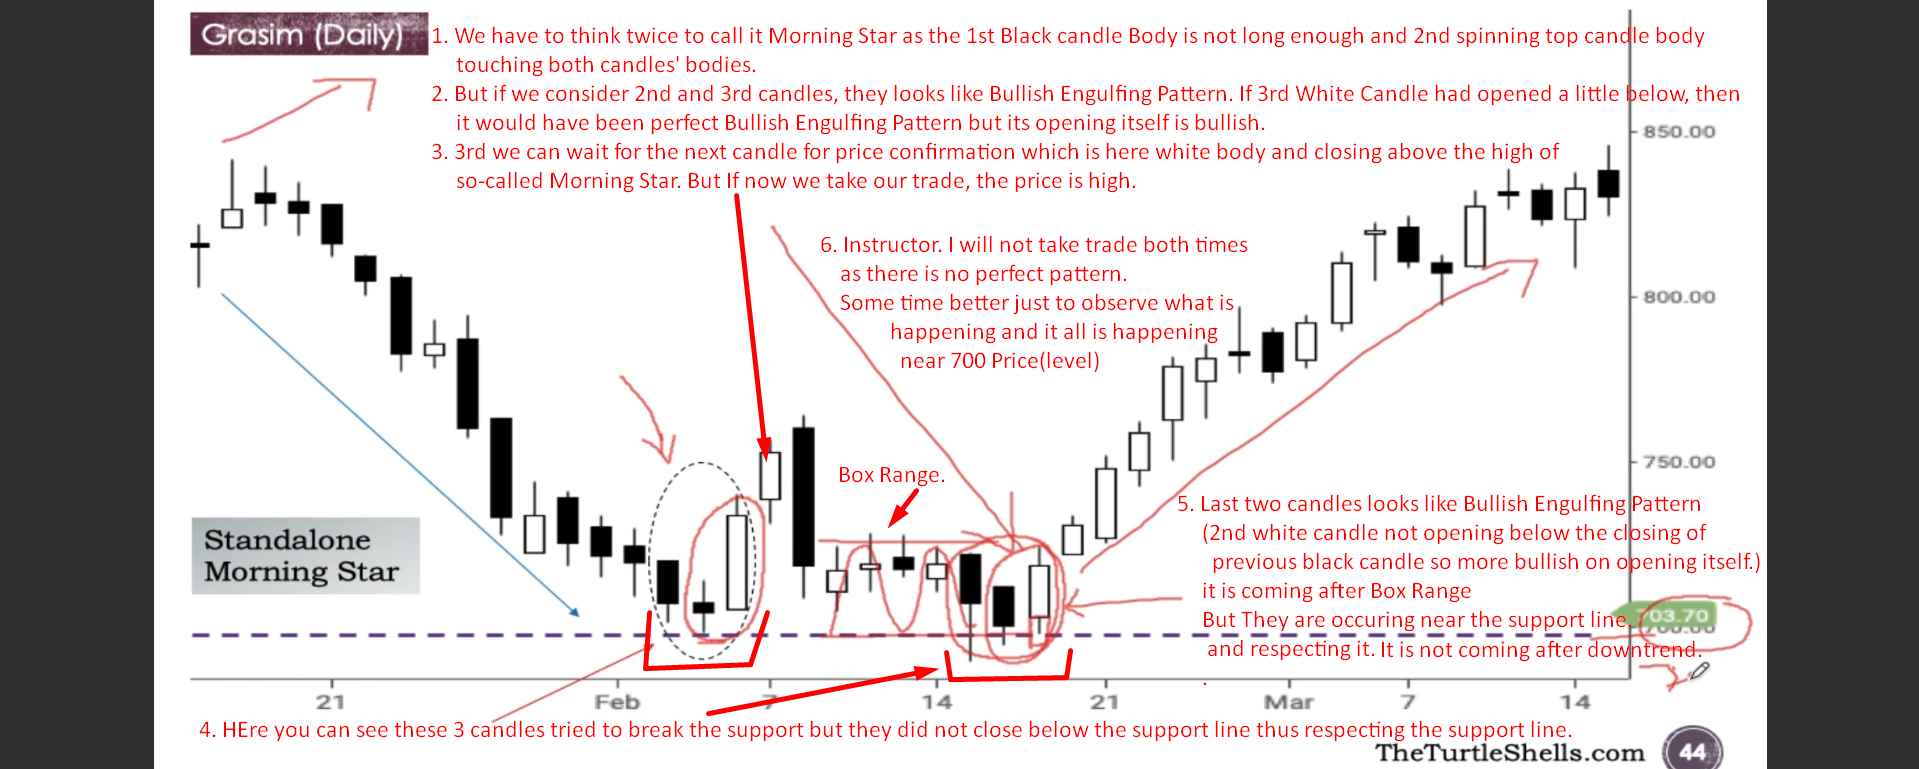 Grasim (Daily)
1. We have to think twice to call it Morning Star as the 1st Black candle Body is not long enough and 2nd spinning top candle body
touching both candles' bodies.
2. But if we consider 2nd and 3rd candles, they looks like Bullish Engulfing Pattern. If 3rd White Candle had opened a little below, then
it would have been perfect Bullish Engulfing Pattern but its opening itself is bullish.
3. 3rd we can wait for the next candle for price confirmation which is here white body and closing above the high of
so-called Morning Star. But If now we take our trade, the price is high.
850.00
6. Instructor. I will not take trade both times
as there is no perfect pattern.
Some time better just to observe what is
happening and it all is happening
near 700 Price(level)
800.00
750.00
Box Range.
5. Last two candles looks like Bullish Engulfing Pattern
(2nd white candle not opening below the closing of
previous black candle so more bullish on opening itself.)
it is coming after Box Range
But They are occuring near the support line.
and respecting it. It is not coming after downtrend.
.
Standalone
Morning Star
03.70
700.00
21
Feb
7
14
21
Mar
7
14
4. HEre you can see these 3 candles tried to break the support but they did not close below the support line thus respecting the support line.
TheTurtleShells.com
44